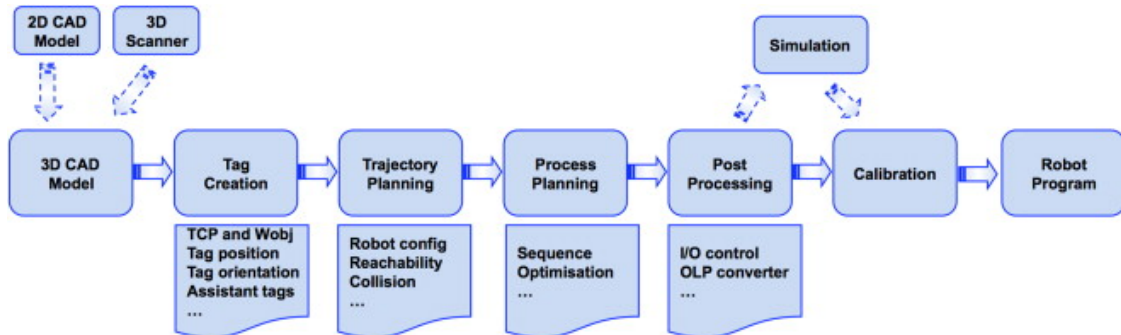 2D CAD
Model
3D
Scanner
Simulation
3D CAD
Model
Tag
Creation
Trajectory
Planning
Process
Planning
Post
Processing
Calibration
Robot
Program
TCP and Wobj
Tag position
Tag orientation
Assistant tags
...
Robot config
Reachability
Collision
...
Sequence
Optimisation
...
I/O control
OLP converter
...